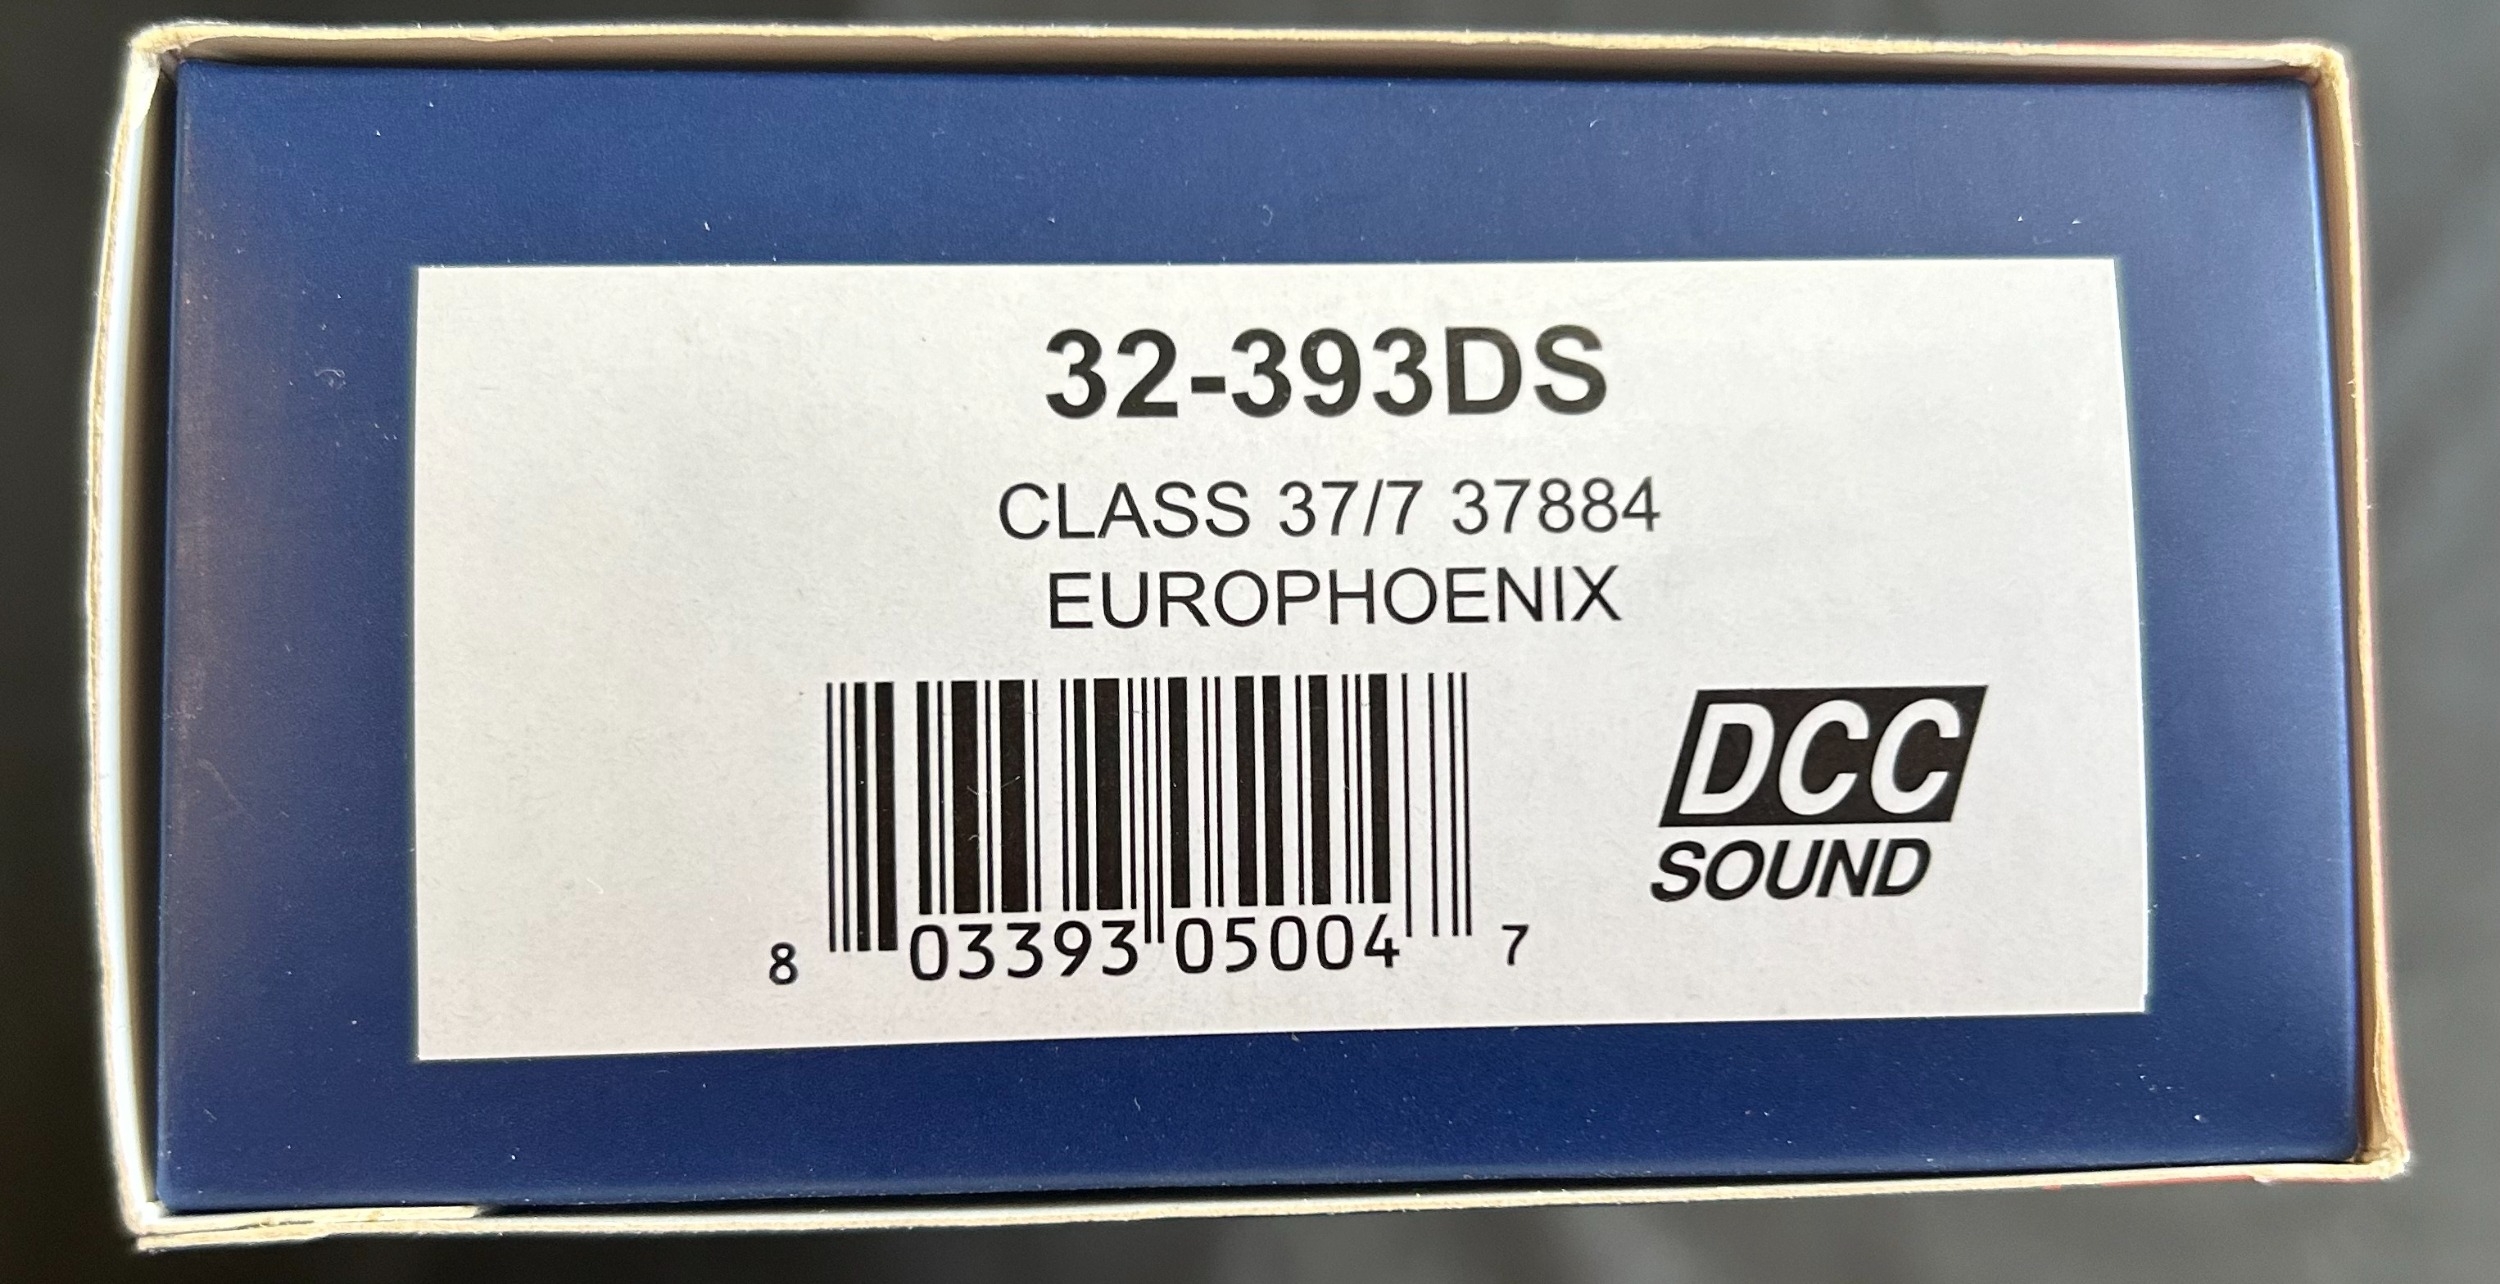 32-393DS
CLASS 37/7 37884
EUROPHOENIX
8 03393 05004 7
DCC
SOUND